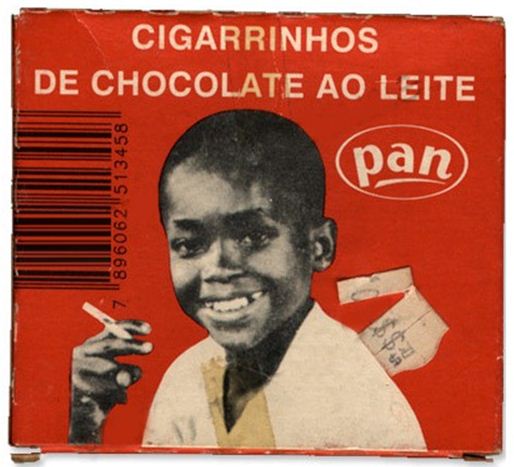 CIGARRINHOS
DE CHOCOLATE AO LEITE
pan
7 896062 513458